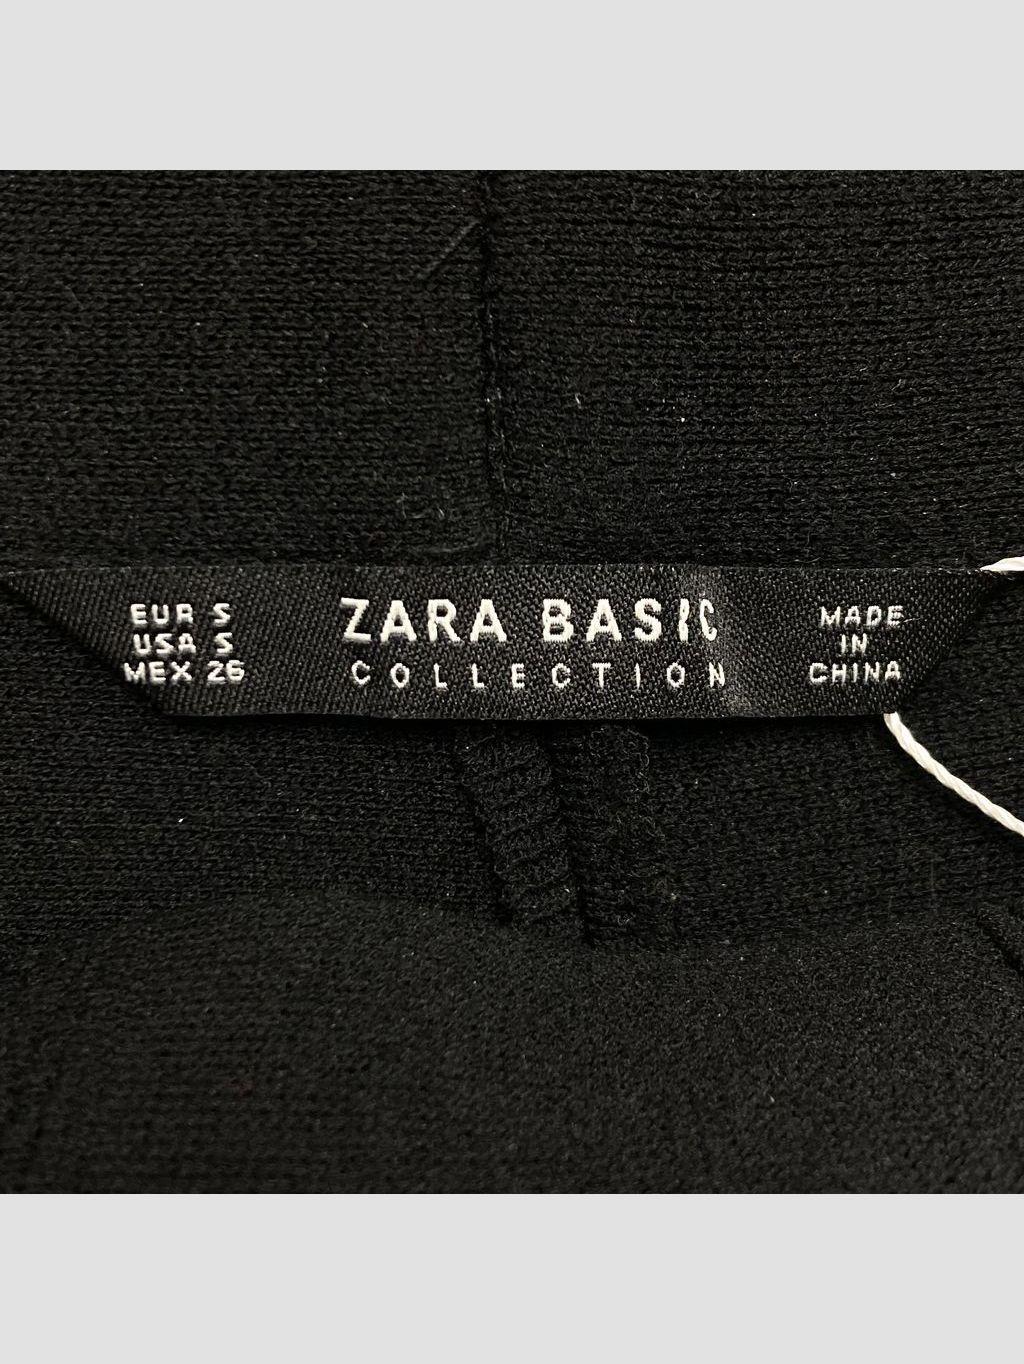 EUR S
USA S
MEX 26
ZARA BASIC
COLLECTION
MADE
IN
CHINA